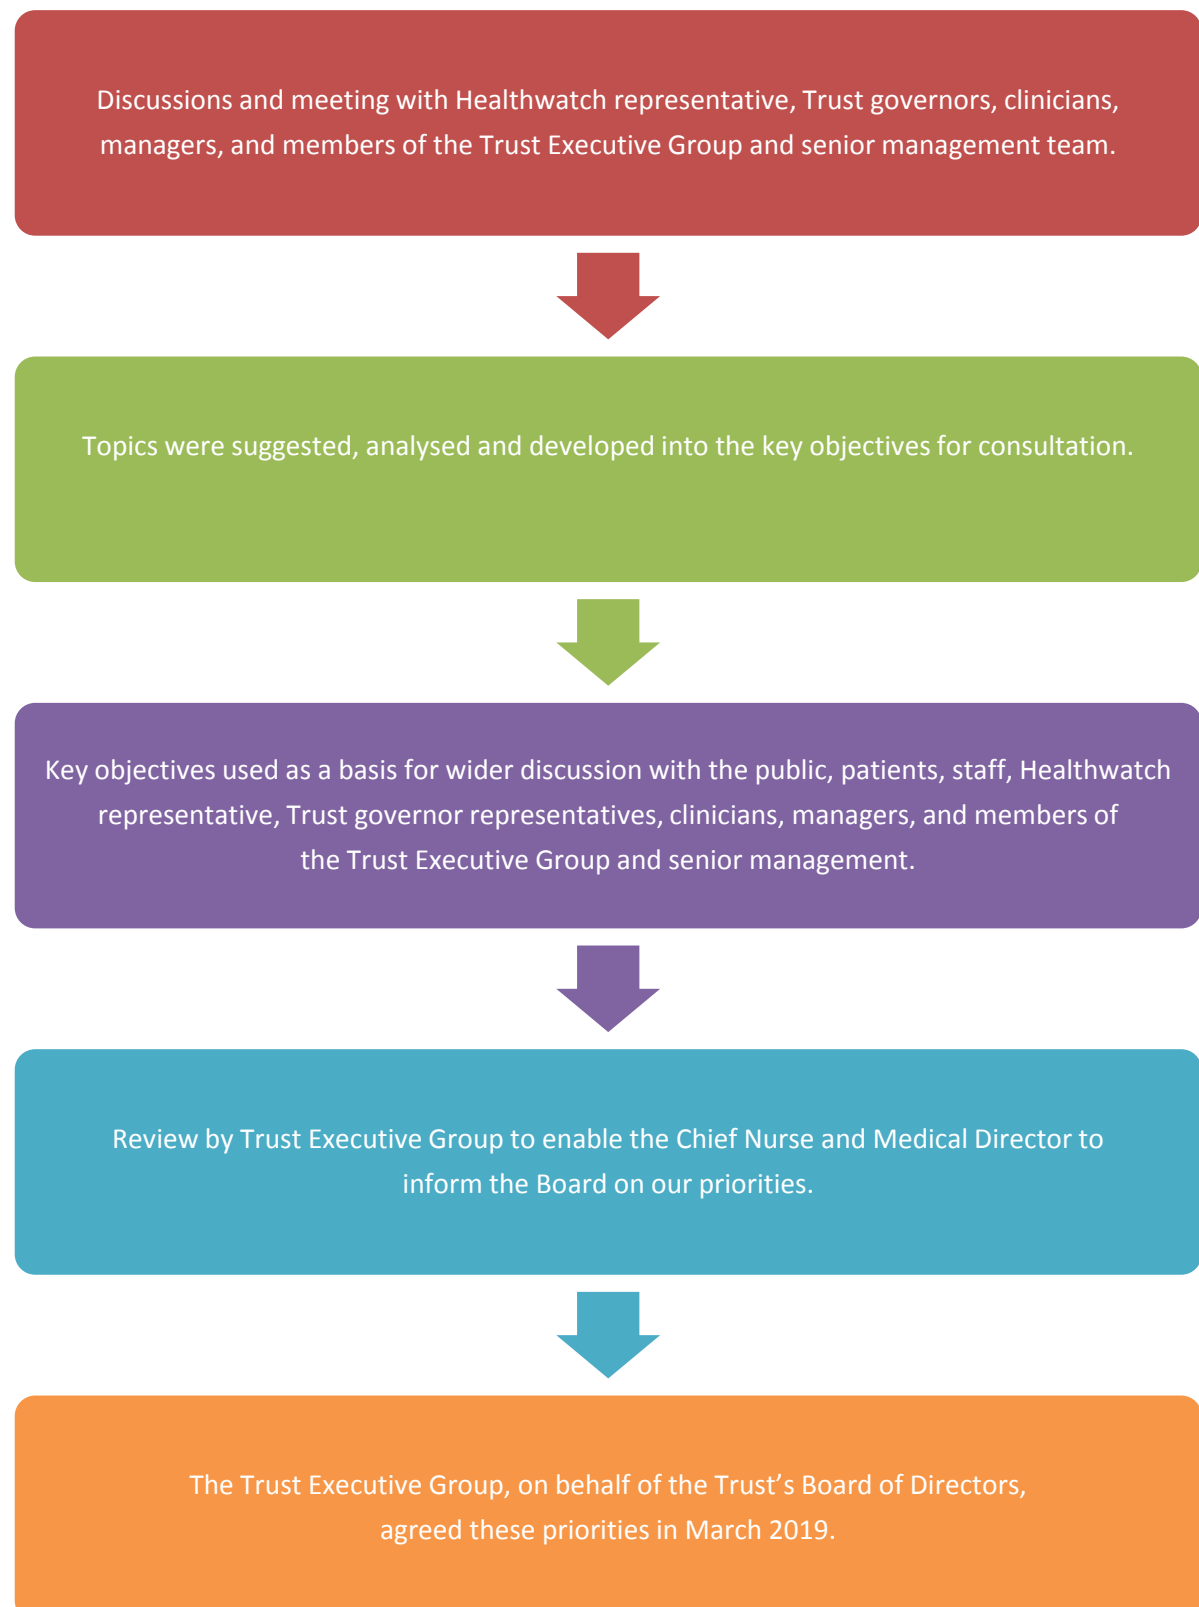 Discussions and meeting with Healthwatch representative, Trust governors, clinicians,
managers, and members of the Trust Executive Group and senior management team.
Topics were suggested, analysed and developed into the key objectives for consultation.
Key objectives used as a basis for wider discussion with the public, patients, staff, Healthwatch
representative, Trust governor representatives, clinicians, managers, and members of
the Trust Executive Group and senior management.
Review by Trust Executive Group to enable the Chief Nurse and Medical Director to
inform the Board on our priorities.
The Trust Executive Group, on behalf of the Trust’s Board of Directors,
agreed these priorities in March 2019.